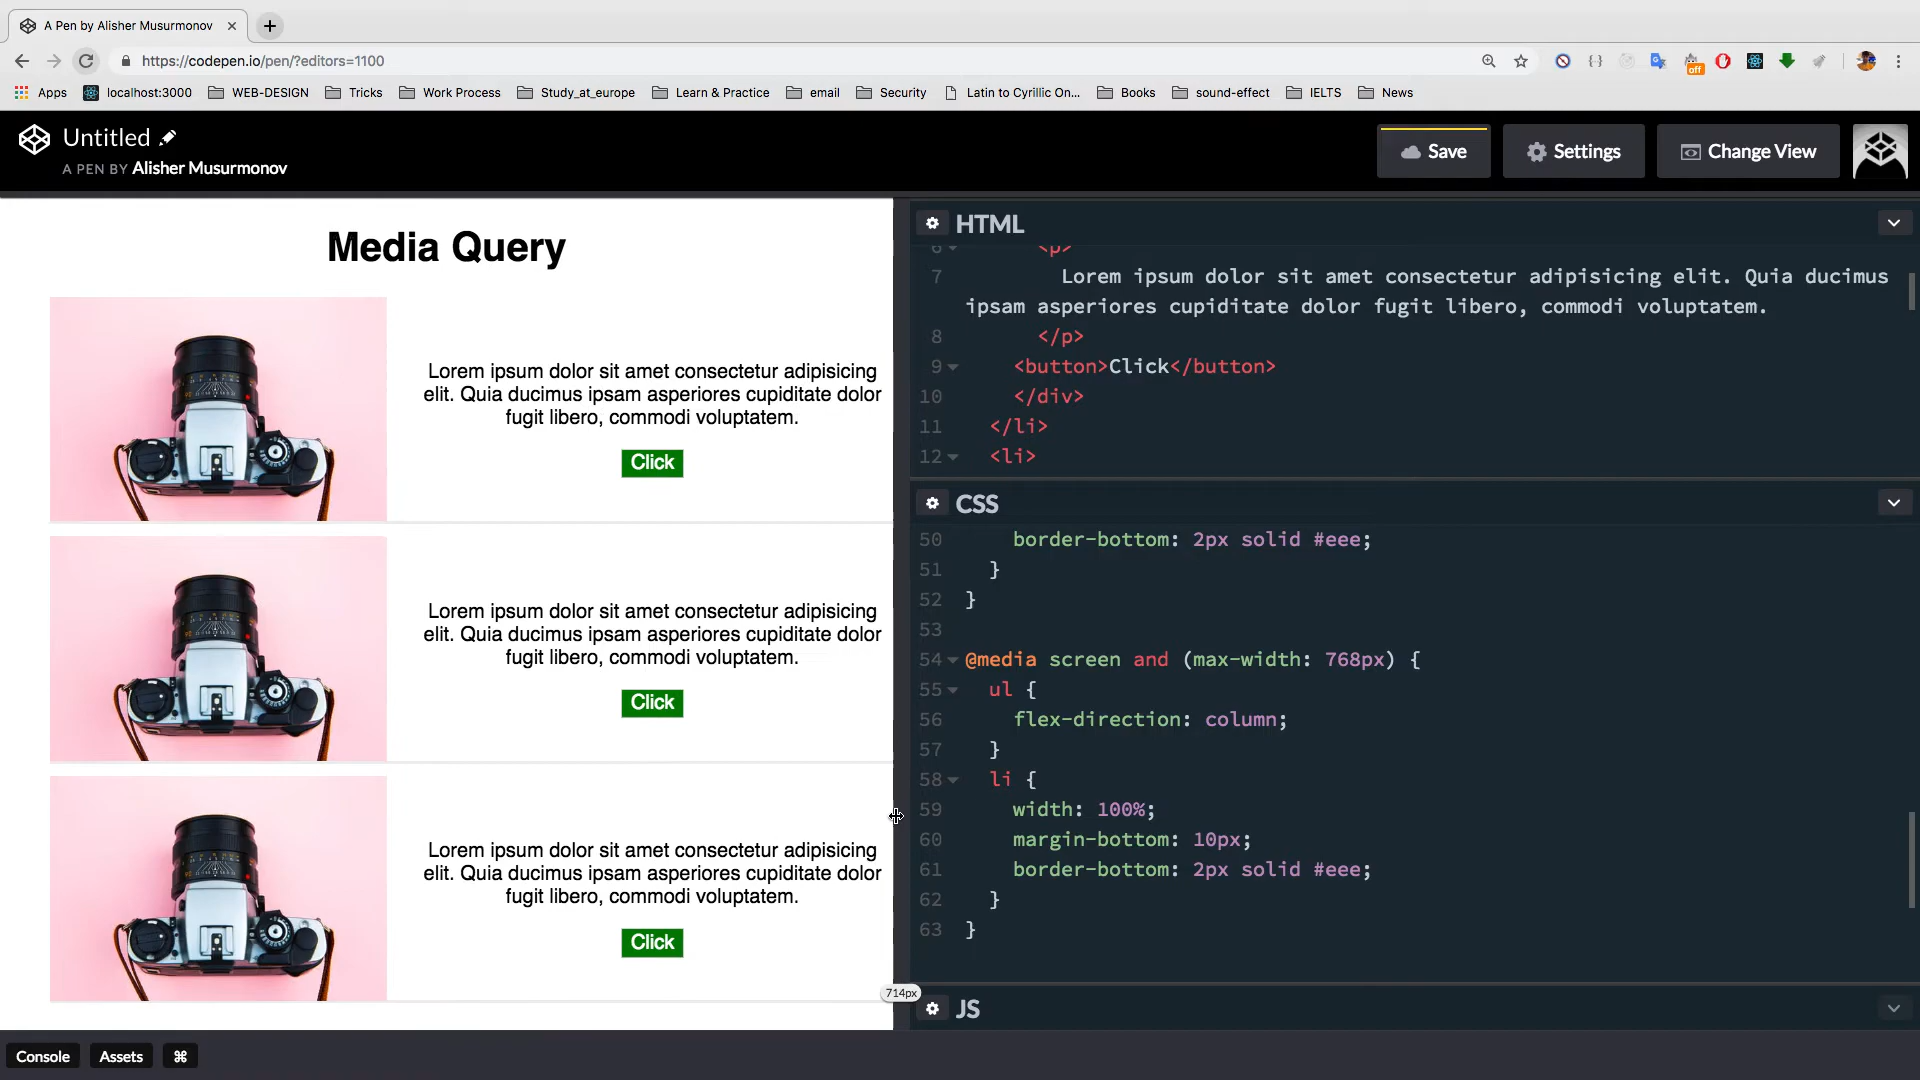 A Pen by Alisher Musurmonov
https://codepen.io/pen/?editors=1100
off
Apps localhost:3000 WEB-DESIGN Tricks Work Process Study_at_europe Learn & Practice email Security Latin to Cyrillic On... Books sound-effect IELTS News
Untitled
A PEN BY Alisher Musurmonov
Save Settings Change View
Media Query
Lorem ipsum dolor sit amet consectetur adipisicing
elit. Quia ducimus ipsam asperiores cupiditate dolor
fugit libero, commodi voluptatem.
Click
Lorem ipsum dolor sit amet consectetur adipisicing
elit. Quia ducimus ipsam asperiores cupiditate dolor
fugit libero, commodi voluptatem.
Click
Lorem ipsum dolor sit amet consectetur adipisicing
elit. Quia ducimus ipsam asperiores cupiditate dolor
fugit libero, commodi voluptatem.
Click
714px
HTML
6 <p>
7 Lorem ipsum dolor sit amet consectetur adipisicing elit. Quia ducimus
ipsam asperiores cupiditate dolor fugit libero, commodi voluptatem.
8 </p>
9 <button>Click</button>
10 </div>
11 </li>
12 <li>
CSS
50 border-bottom: 2px solid #eee;
51 }
52 }
53
54 @media screen and (max-width: 768px) {
55 ul {
56 flex-direction: column;
57 }
58 li {
59 width: 100%;
60 margin-bottom: 10px;
61 border-bottom: 2px solid #eee;
62 }
63 }
JS
Console Assets ⌘